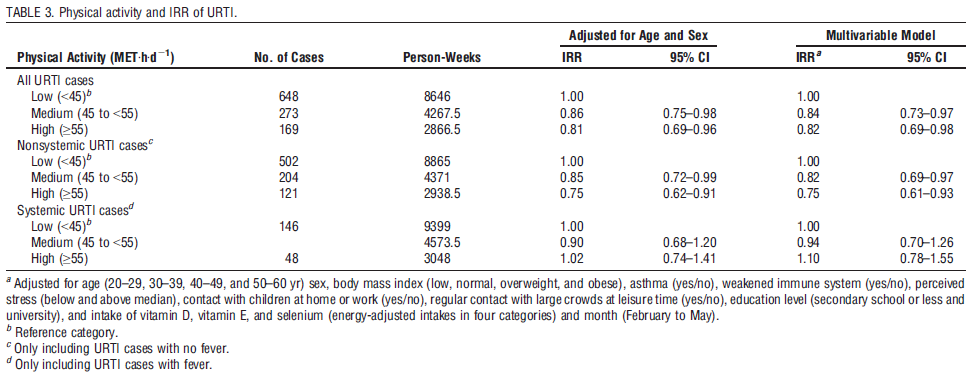 TABLE 3. Physical activity and IRR of URTI.
Adjusted for Age and Sex Multivariable Model
Physical Activity (MET·h·d−1) No. of Cases Person-Weeks IRR 95% CI IRRa 95% CI
All URTI cases
Low (<45)b 648 8646 1.00 1.00
Medium (45 to <55) 273 4267.5 0.86 0.75–0.98 0.84 0.73–0.97
High (≥55) 169 2866.5 0.81 0.69–0.96 0.82 0.69–0.98
Nonsystemic URTI casesc
Low (<45)b 502 8865 1.00 1.00
Medium (45 to <55) 204 4371 0.85 0.72–0.99 0.82 0.69–0.97
High (≥55) 121 2938.5 0.75 0.62–0.91 0.75 0.61–0.93
Systemic URTI casesd
Low (<45)b 146 9399 1.00 1.00
Medium (45 to <55) 4573.5 0.90 0.68–1.20 0.94 0.70–1.26
High (≥55) 48 3048 1.02 0.74–1.41 1.10 0.78–1.55
a Adjusted for age (20–29, 30–39, 40–49, and 50–60 yr) sex, body mass index (low, normal, overweight, and obese), asthma (yes/no), weakened immune system (yes/no), perceived
stress (below and above median), contact with children at home or work (yes/no), regular contact with large crowds at leisure time (yes/no), education level (secondary school or less and
university), and intake of vitamin D, vitamin E, and selenium (energy-adjusted intakes in four categories) and month (February to May).
b Reference category.
c Only including URTI cases with no fever.
d Only including URTI cases with fever.